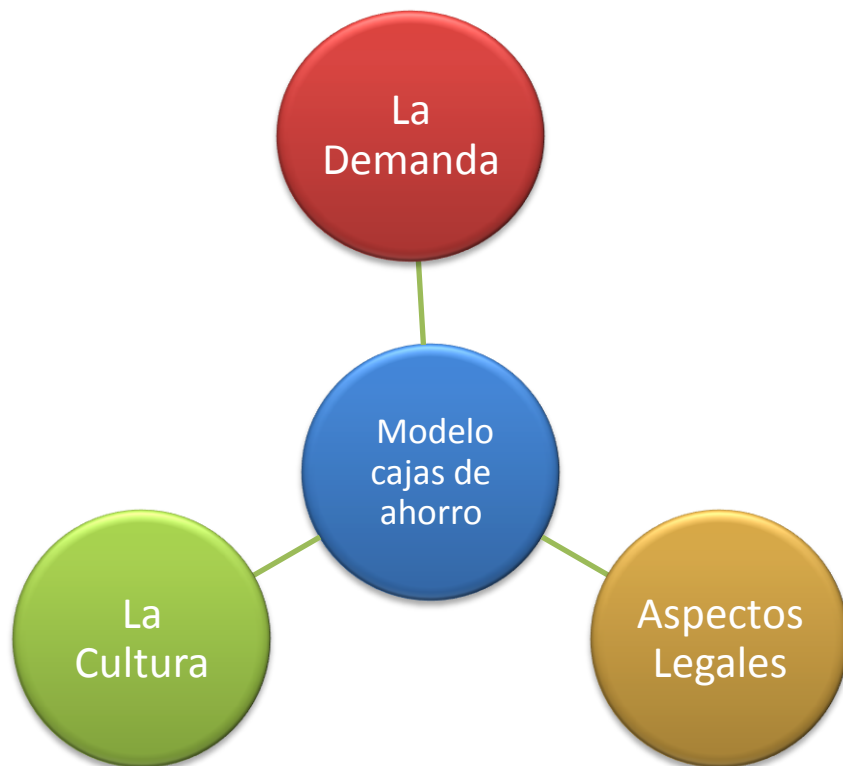 La
Demanda
Modelo
cajas de
ahorro
La
Cultura
Aspectos
Legales